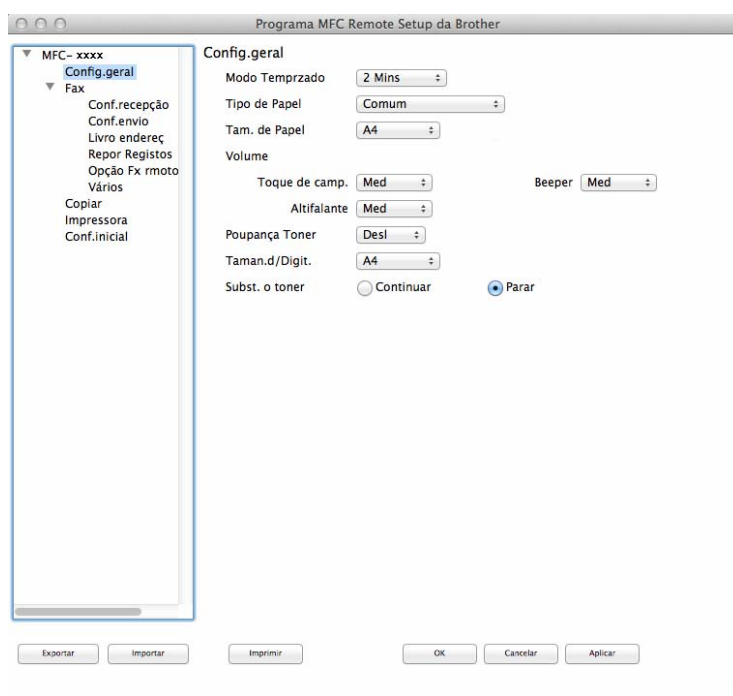 Programa MFC Remote Setup da Brother
MFC- xxxx
Config.geral
Fax
Conf.recepção
Conf.envio
Livro endereç
Repor Registos
Opção Fx rmoto
Vários
Copiar
Impressora
Conf.inicial
Config.geral
Modo Temprzado 2 Mins
Tipo de Papel Comum
Tam. de Papel A4
Volume
Toque de camp. Med Beeper Med
Altifalante Med
Poupança Toner Desl
Taman.d/Digit. A4
Subst. o toner Continuar Parar
Exportar Importar Imprimir OK Cancelar Aplicar